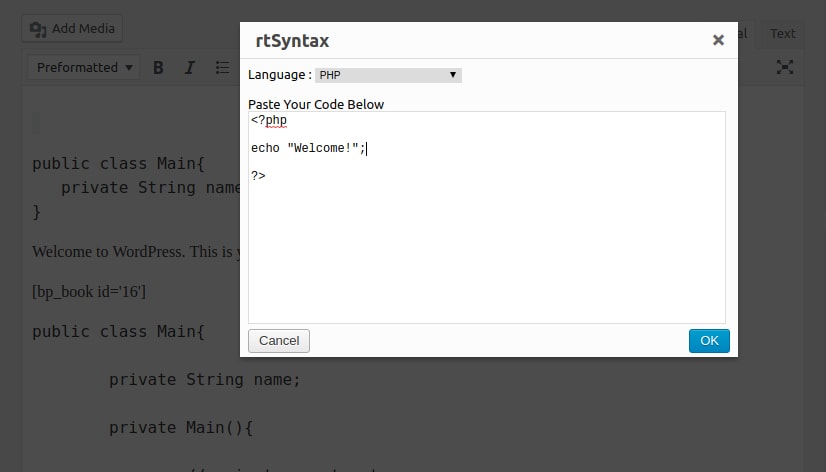 Add Media
al Text
Preformatted B I
rtSyntax
Language : PHP
Paste Your Code Below
<?php
echo "Welcome!";
?>
Cancel OK
public class Main{
private String name
}
Welcome to WordPress. This is
[bp_book id='16']
public class Main{
private String name;
private Main(){